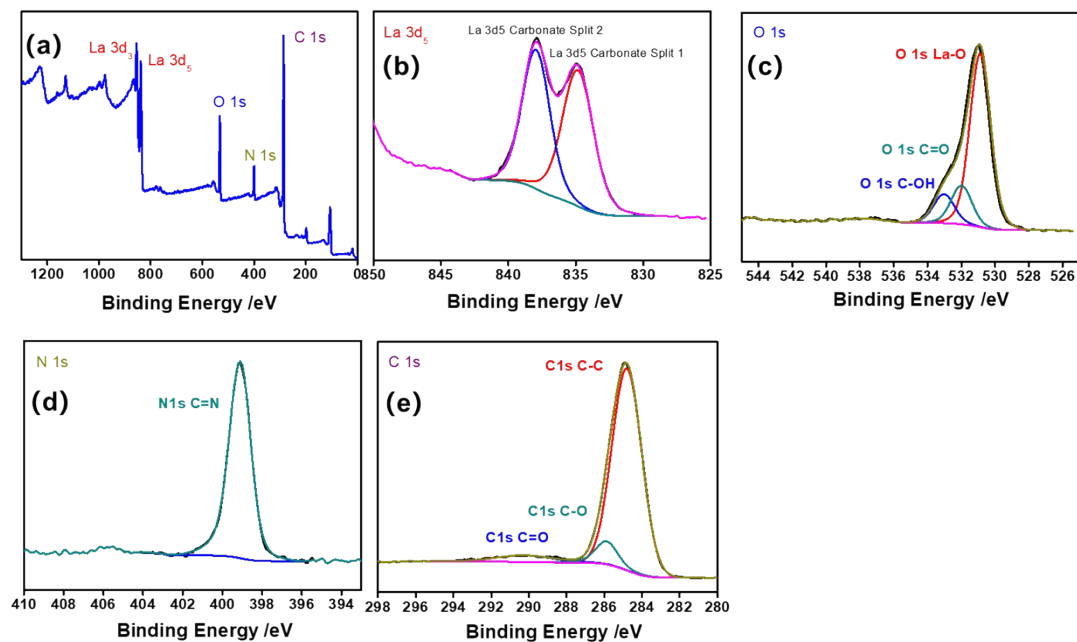 (a)
La 3d3
La 3d5
O 1s
N 1s
C 1s
1200 1000 800 600 400 200 0
Binding Energy /eV
(b)
La 3d5
La 3d5 Carbonate Split 2
La 3d5 Carbonate Split 1
850 845 840 835 830 825
Binding Energy /eV
(c)
O 1s
O 1s La-O
O 1s C=O
O 1s C-OH
544 542 540 538 536 534 532 530 528 526
Binding Energy /eV
N 1s
(d)
N1s C=N
410 408 406 404 402 400 398 396 394
Binding Energy /eV
C 1s
(e)
C1s C-C
C1s C-O
C1s C=O
298 296 294 292 290 288 286 284 282 280
Binding Energy /eV